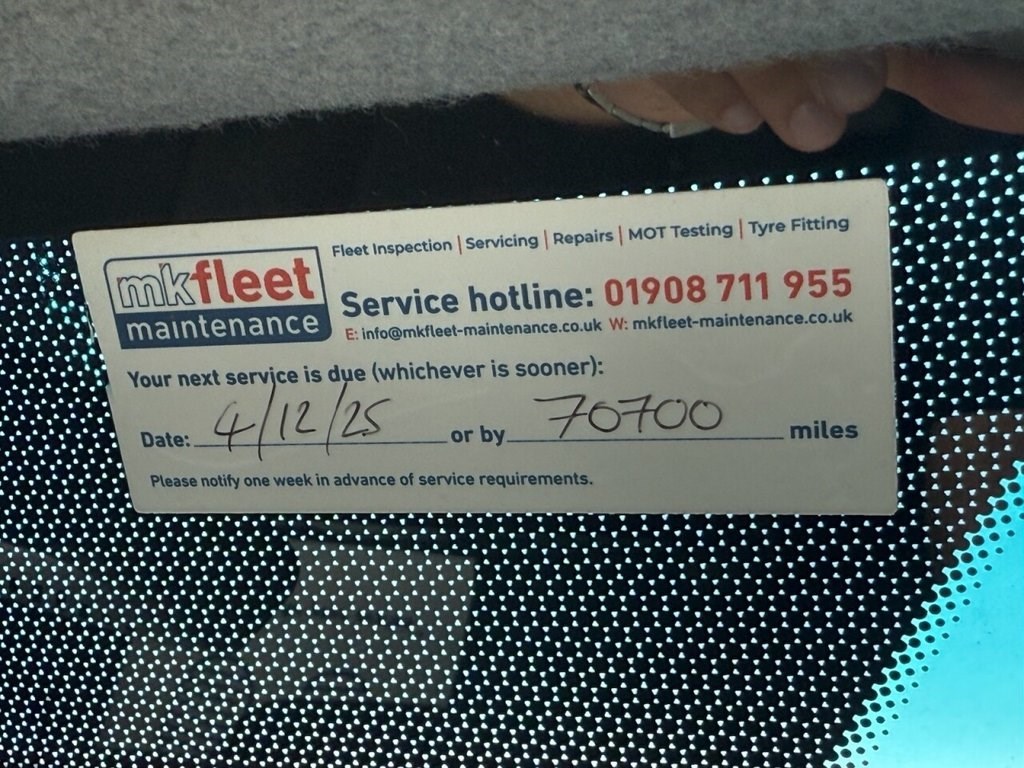 Fleet Inspection | Servicing | Repairs | MOT Testing | Tyre Fitting
mkfleet
maintenance
Service hotline: 01908 711 955
E: info@mkfleet-maintenance.co.uk W: mkfleet-maintenance.co.uk
Your next service is due (whichever is sooner):
Date: 4/12/25 or by 70700 miles
Please notify one week in advance of service requirements.